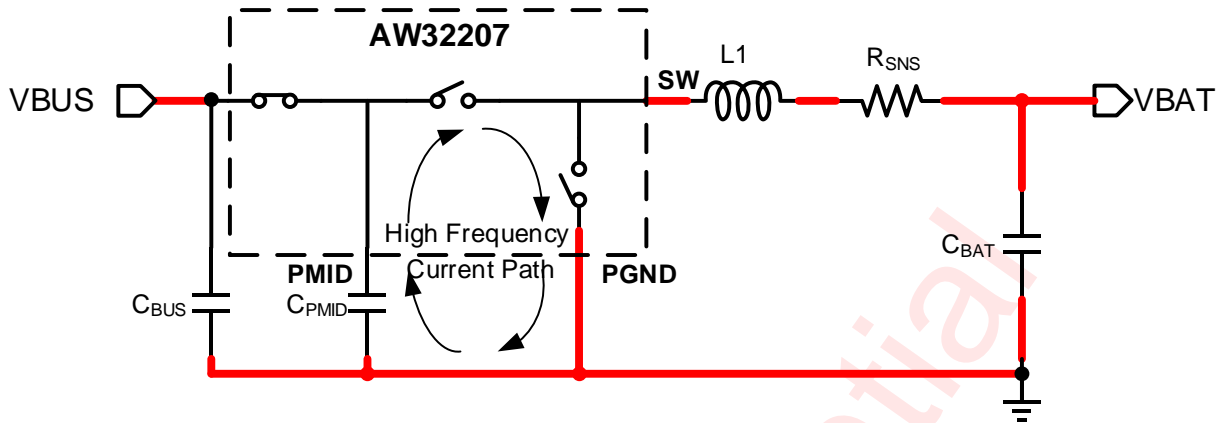 AW32207
VBUS
SW
L1
RSNS
VBAT
High Frequency
Current Path
PMID
PGND
CBUS
CPMID
CBAT